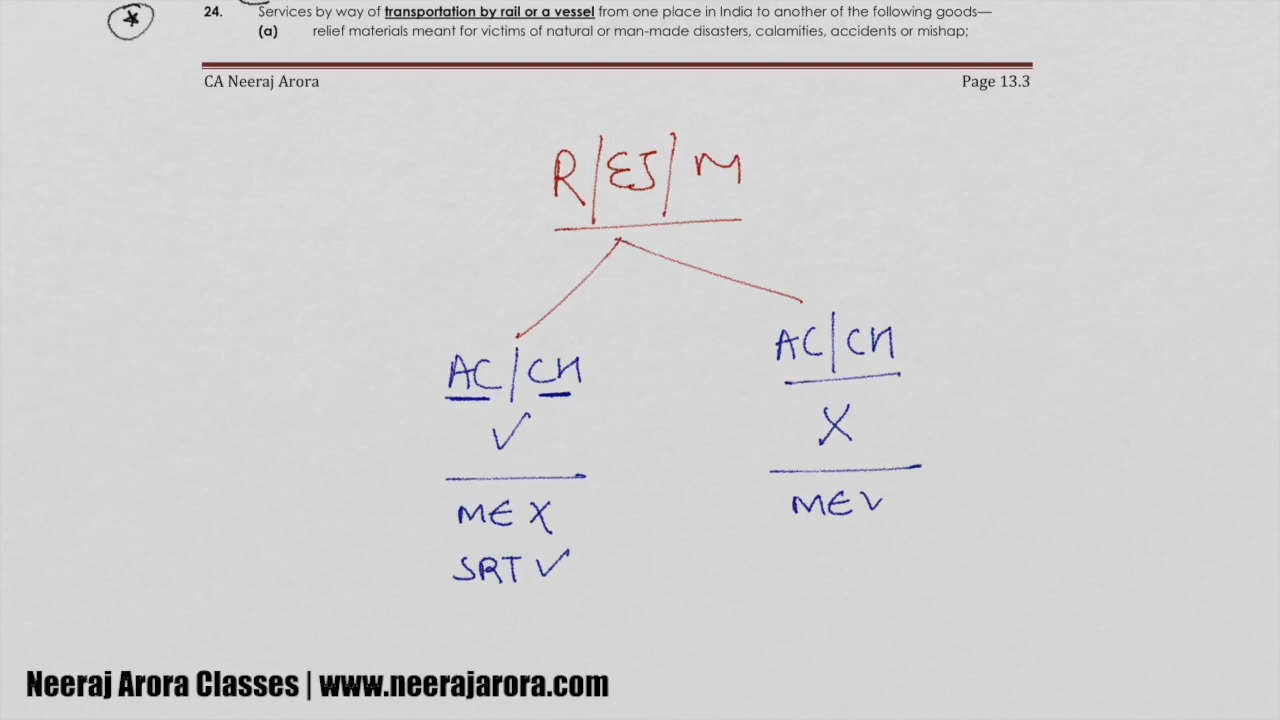 24. Services by way of transportation by rail or a vessel from one place in India to another of the following goods—
(a) relief materials meant for victims of natural or man-made disasters, calamities, accidents or mishap;
CA Neeraj Arora Page 13.3
R/EJ/M
AC/CH AC/CH
✓ X
ME X ME ✓
SRT ✓
Neeraj Arora Classes | www.neerajarora.com